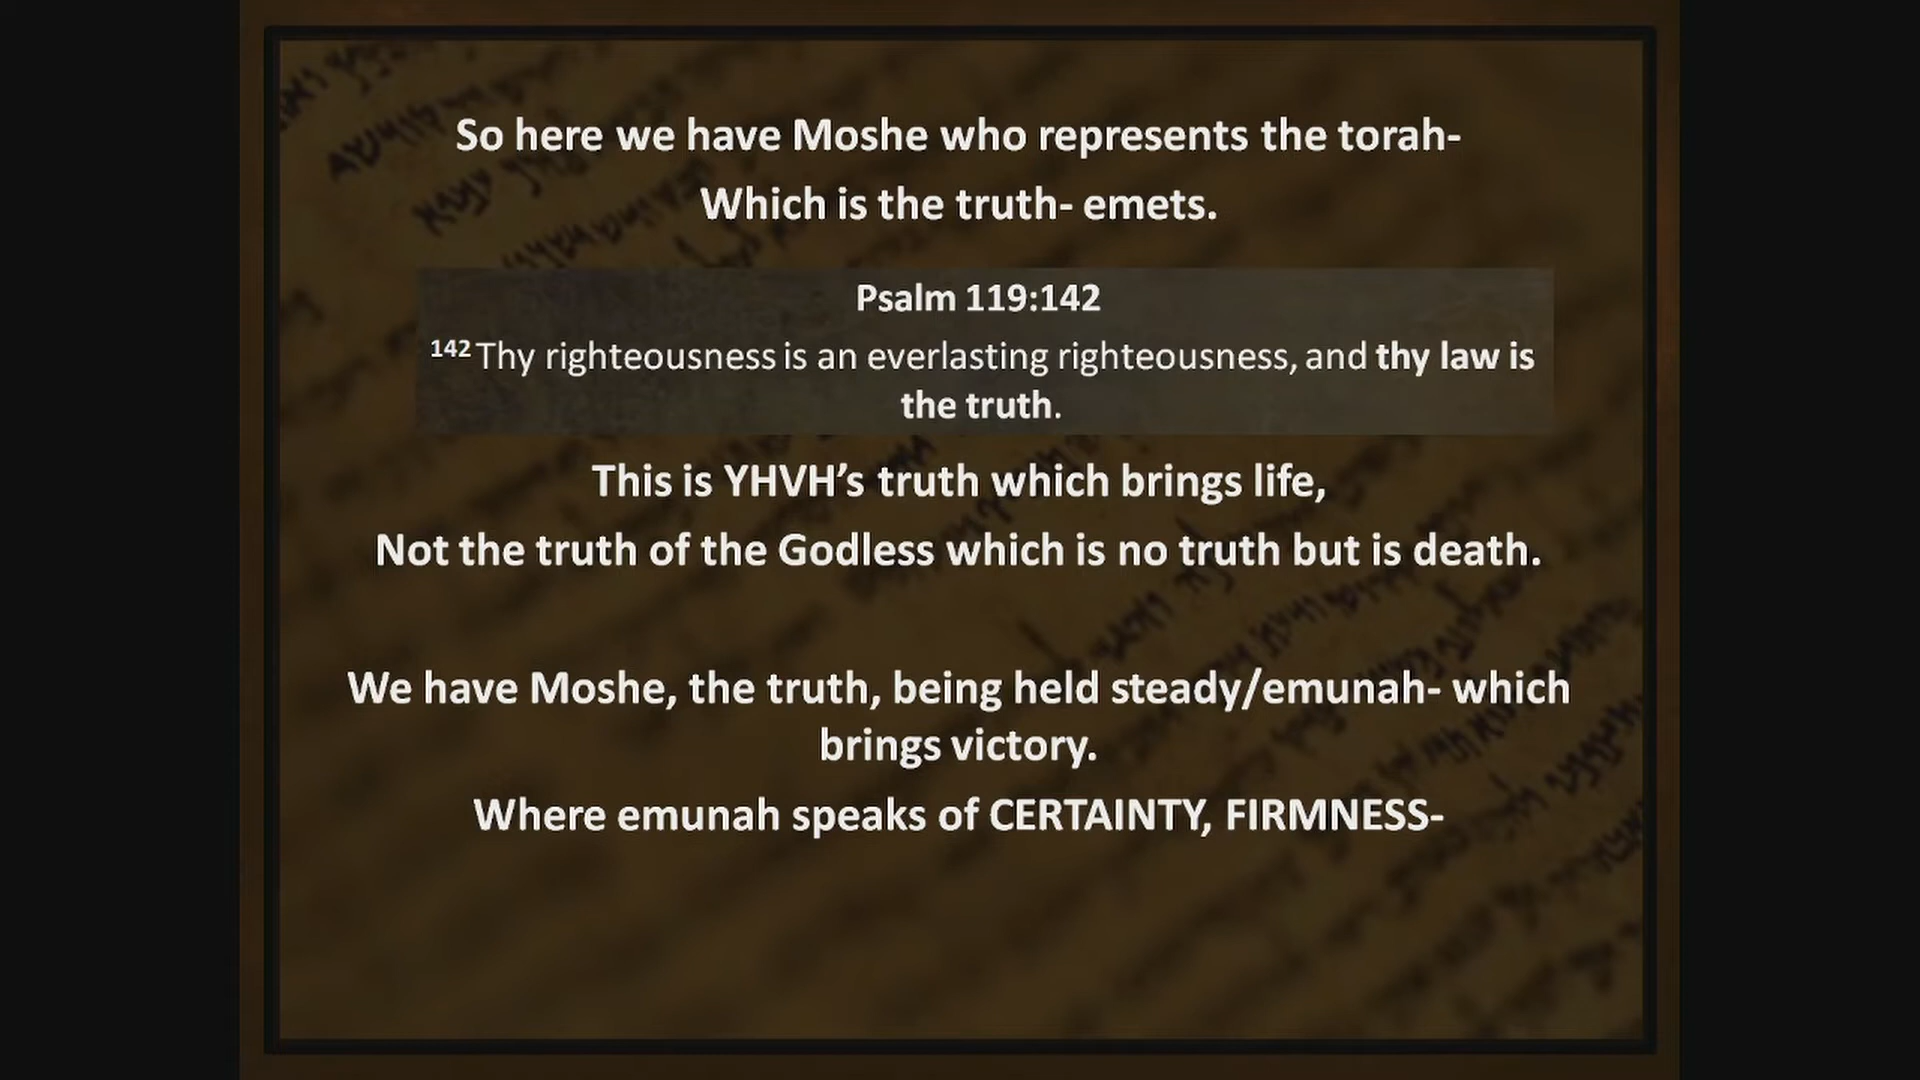 So here we have Moshe who represents the torah-
Which is the truth- emets.
Psalm 119:142
142 Thy righteousness is an everlasting righteousness, and thy law is
the truth.
This is YHVH’s truth which brings life,
Not the truth of the Godless which is no truth but is death.
We have Moshe, the truth, being held steady/emunah- which
brings victory.
Where emunah speaks of CERTAINTY, FIRMNESS-